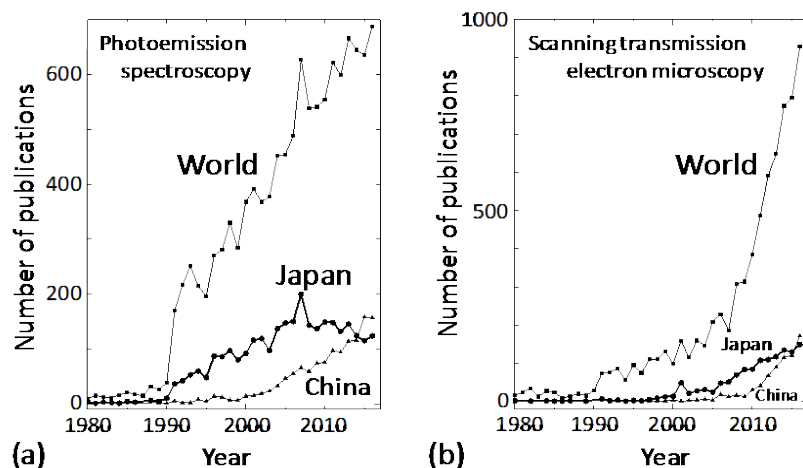 Photoemission
spectroscopy
World
Japan
China
Number of publications
600
400
200
0
1980
1990
2000
2010
Year
(a)
Scanning transmission
electron microscopy
World
Japan
China
Number of publications
1000
500
0
1980
1990
2000
2010
Year
(b)